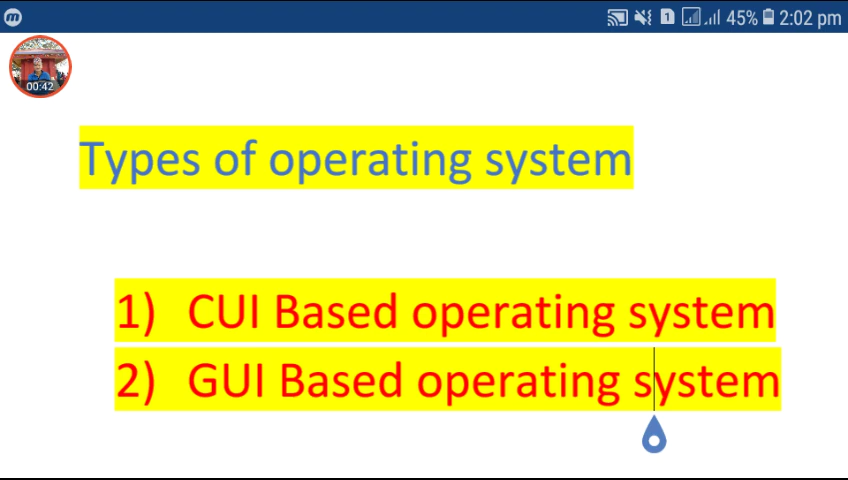 1 45% 2:02 pm
00:42
Types of operating system
1) CUI Based operating system
2) GUI Based operating system